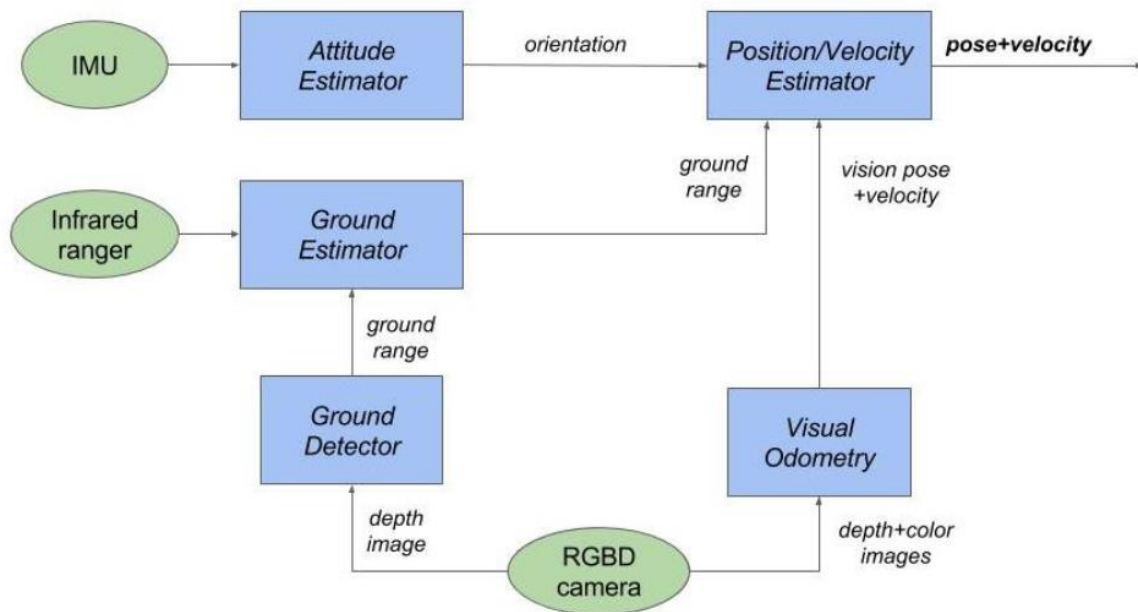 IMU
Attitude
Estimator
orientation
Position/Velocity
Estimator
pose+velocity
Infrared
ranger
Ground
Estimator
ground
range
vision pose
+velocity
ground
range
Ground
Detector
Visual
Odometry
depth
image
RGBD
camera
depth+color
images